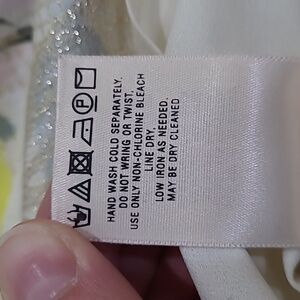 HAND WASH COLD SEPARATELY.
DO NOT WRING OR TWIST.
USE ONLY NON-CHLORINE BLEACH
LINE DRY.
LOW IRON AS NEEDED.
MAY BE DRY CLEANED